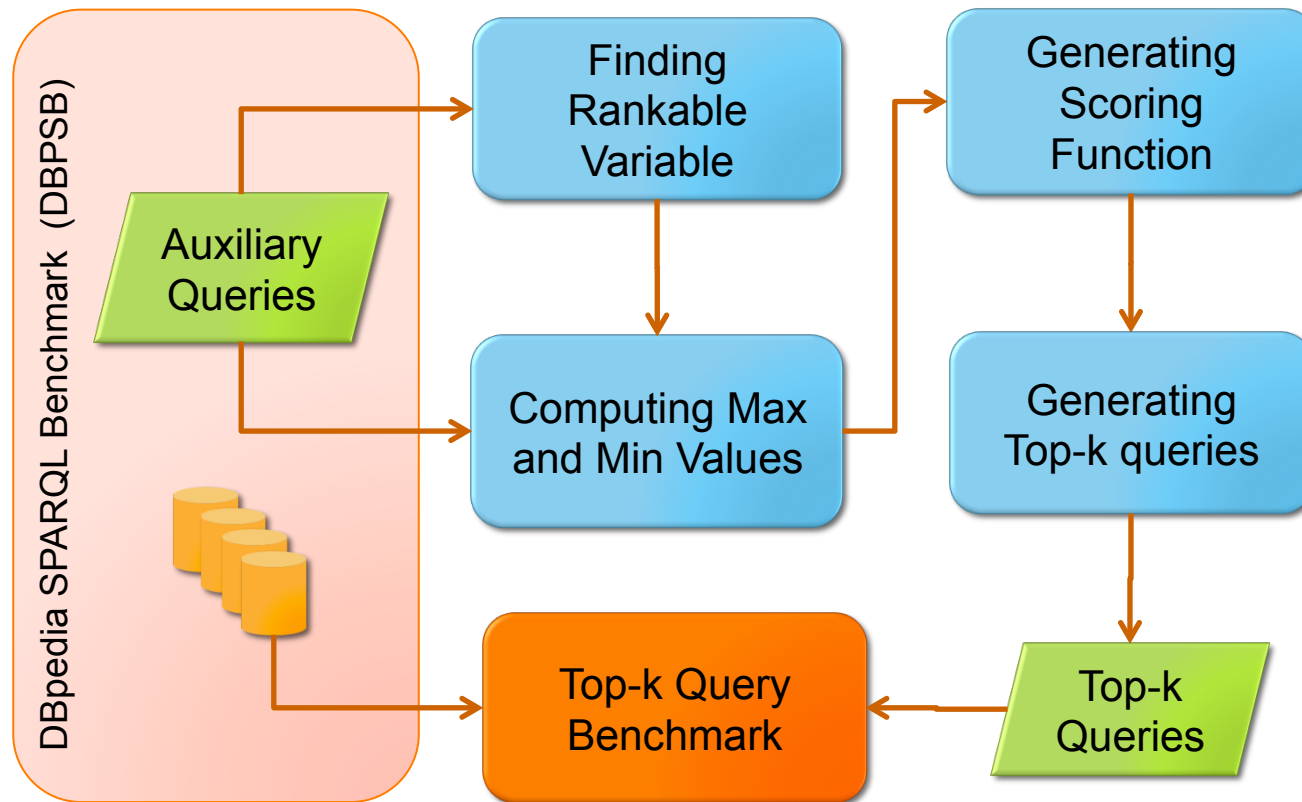 DBpedia SPARQL Benchmark (DBPSB)
Auxiliary
Queries
Finding
Rankable
Variable
Computing Max
and Min Values
Generating
Scoring
Function
Generating
Top-k queries
Top-k
Queries
Top-k Query
Benchmark